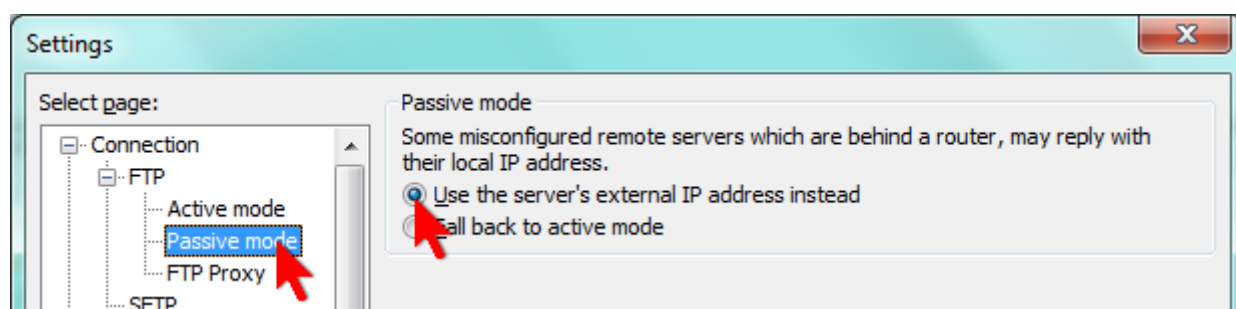 Settings
Select page:
Connection
FTP
Active mode
Passive mode
FTP Proxy
SFTP
Passive mode
Some misconfigured remote servers which are behind a router, may reply with
their local IP address.
Use the server's external IP address instead
Fall back to active mode